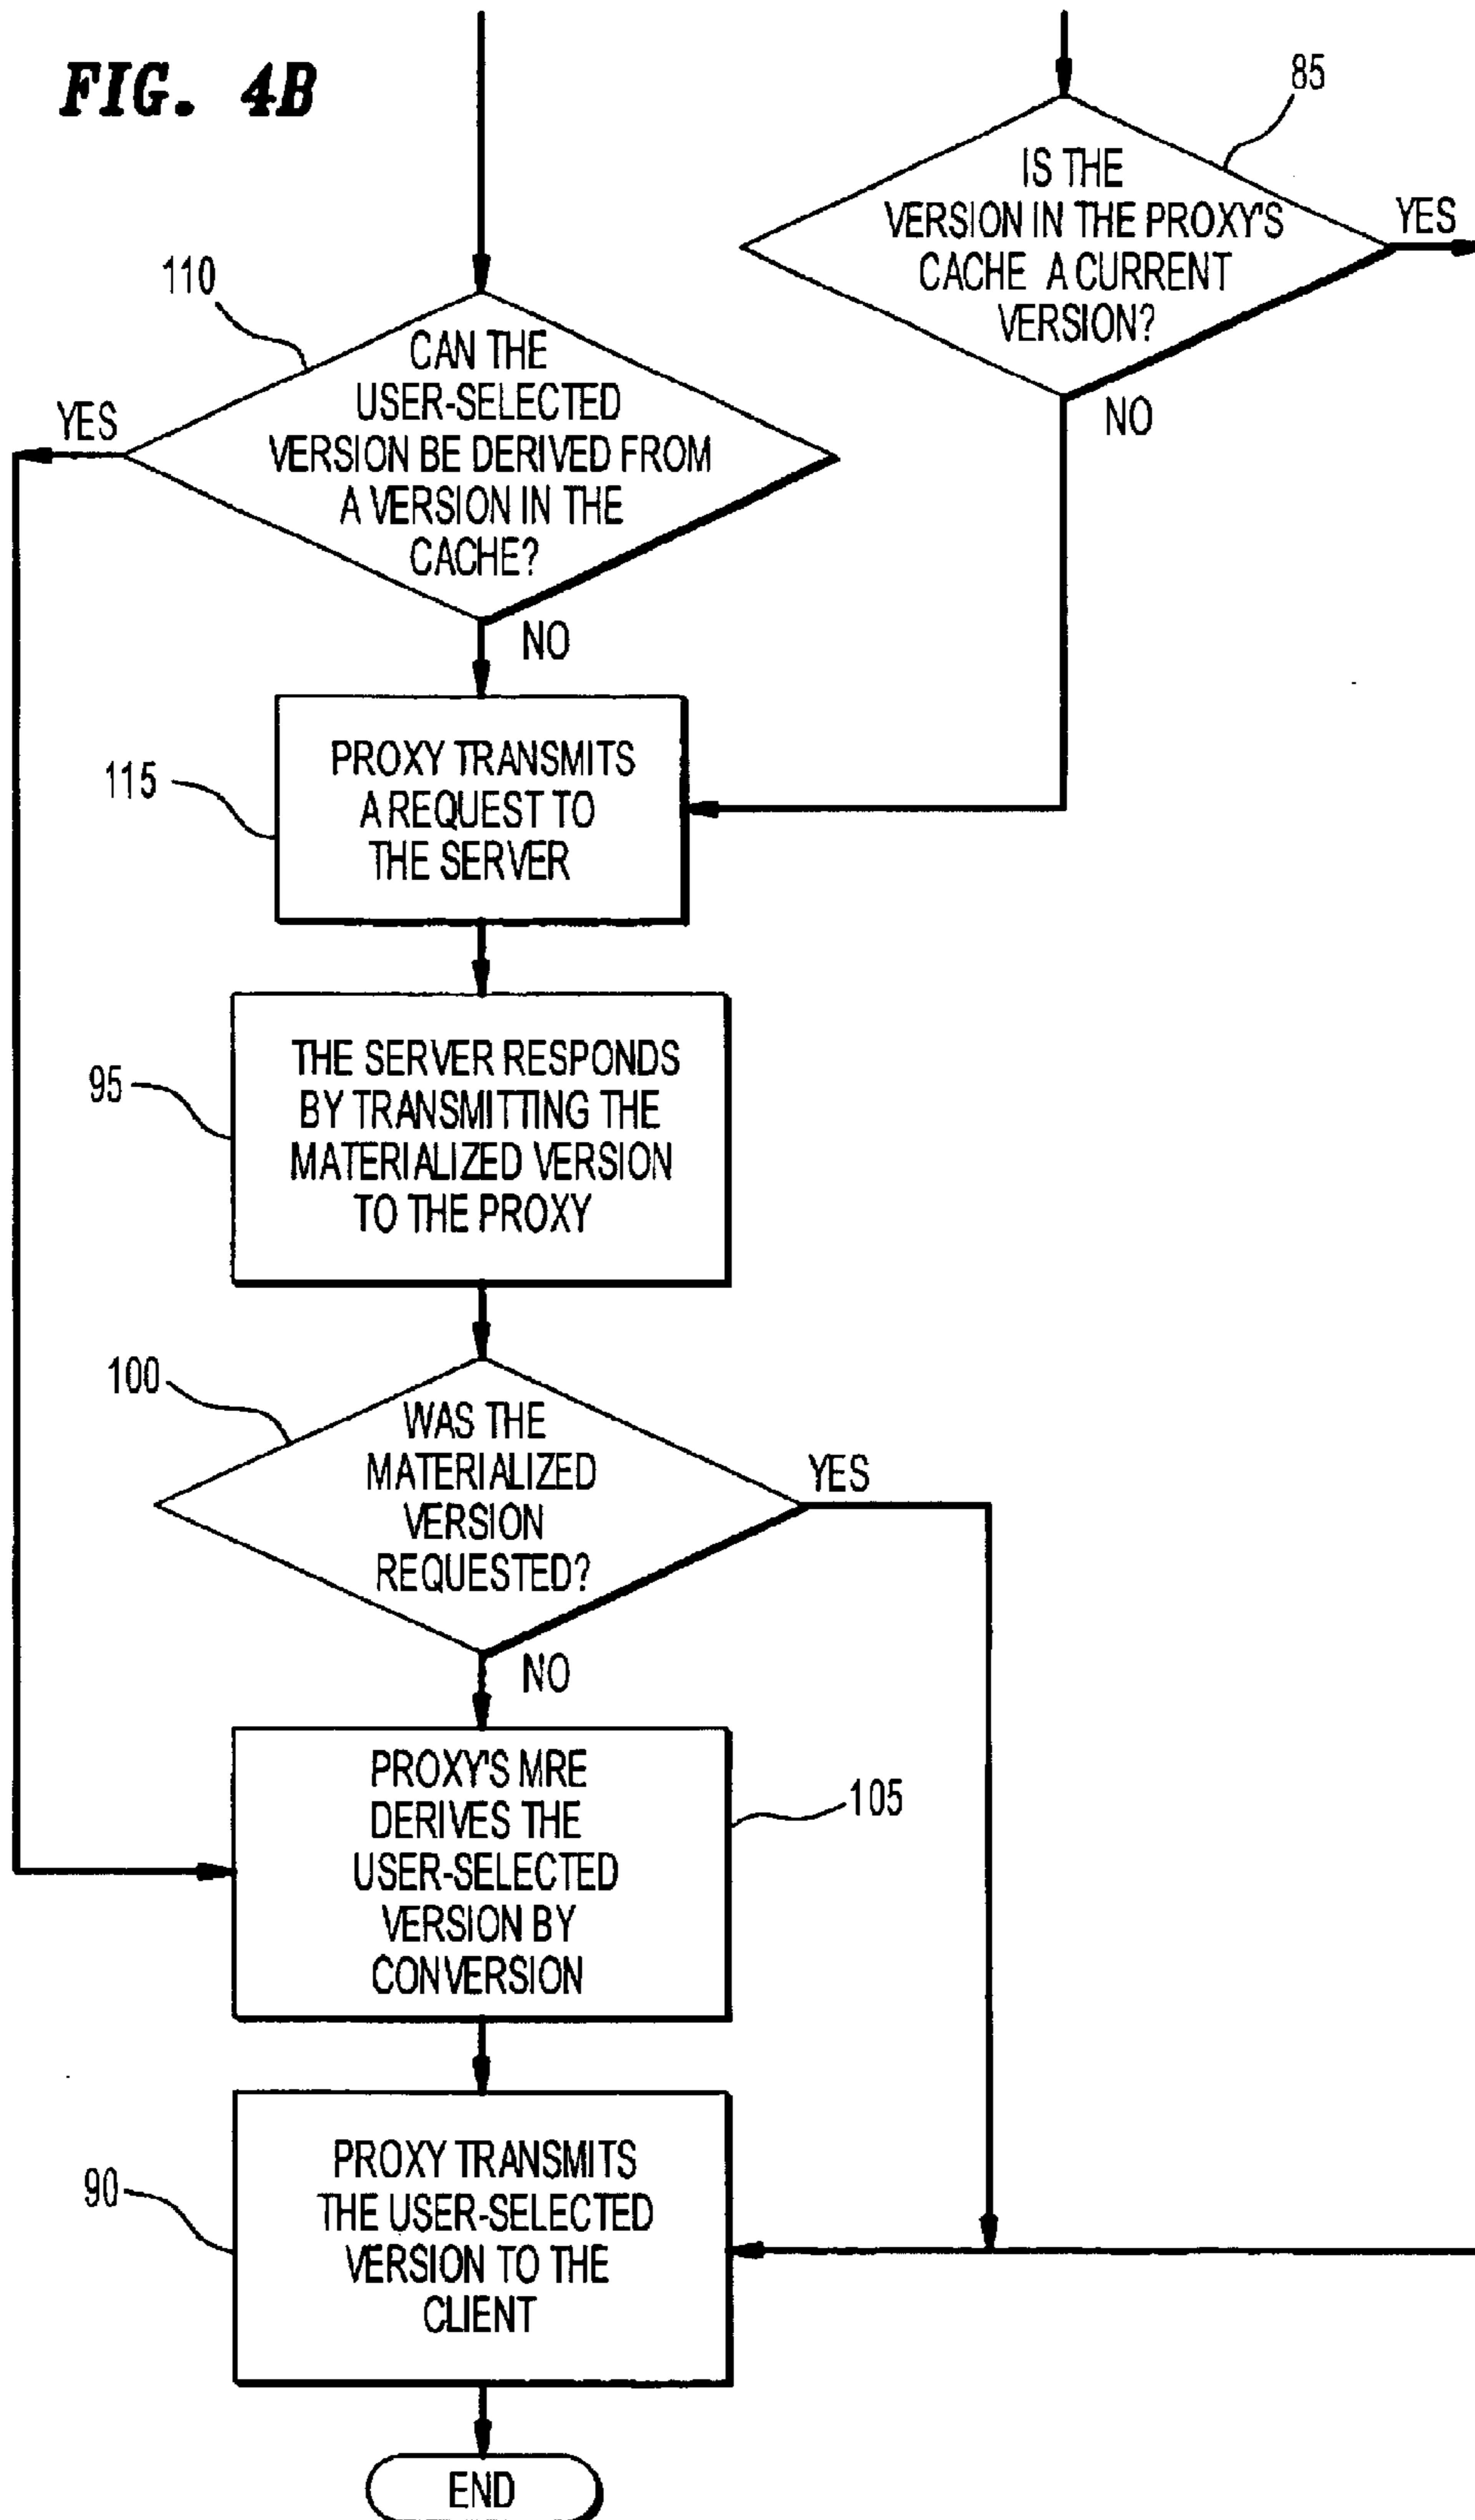 FIG. 4B
85
IS THE
VERSION IN THE PROXY'S
CACHE A CURRENT
VERSION?
YES
NO
110
CAN THE
USER-SELECTED
VERSION BE DERIVED FROM
A VERSION IN THE
CACHE?
YES
NO
115
PROXY TRANSMITS
A REQUEST TO
THE SERVER
95
THE SERVER RESPONDS
BY TRANSMITTING THE
MATERIALIZED VERSION
TO THE PROXY
100
WAS THE
MATERIALIZED
VERSION
REQUESTED?
YES
NO
PROXY'S MRE
DERIVES THE
USER-SELECTED
VERSION BY
CONVERSION
105
90
PROXY TRANSMITS
THE USER-SELECTED
VERSION TO THE
CLIENT
END